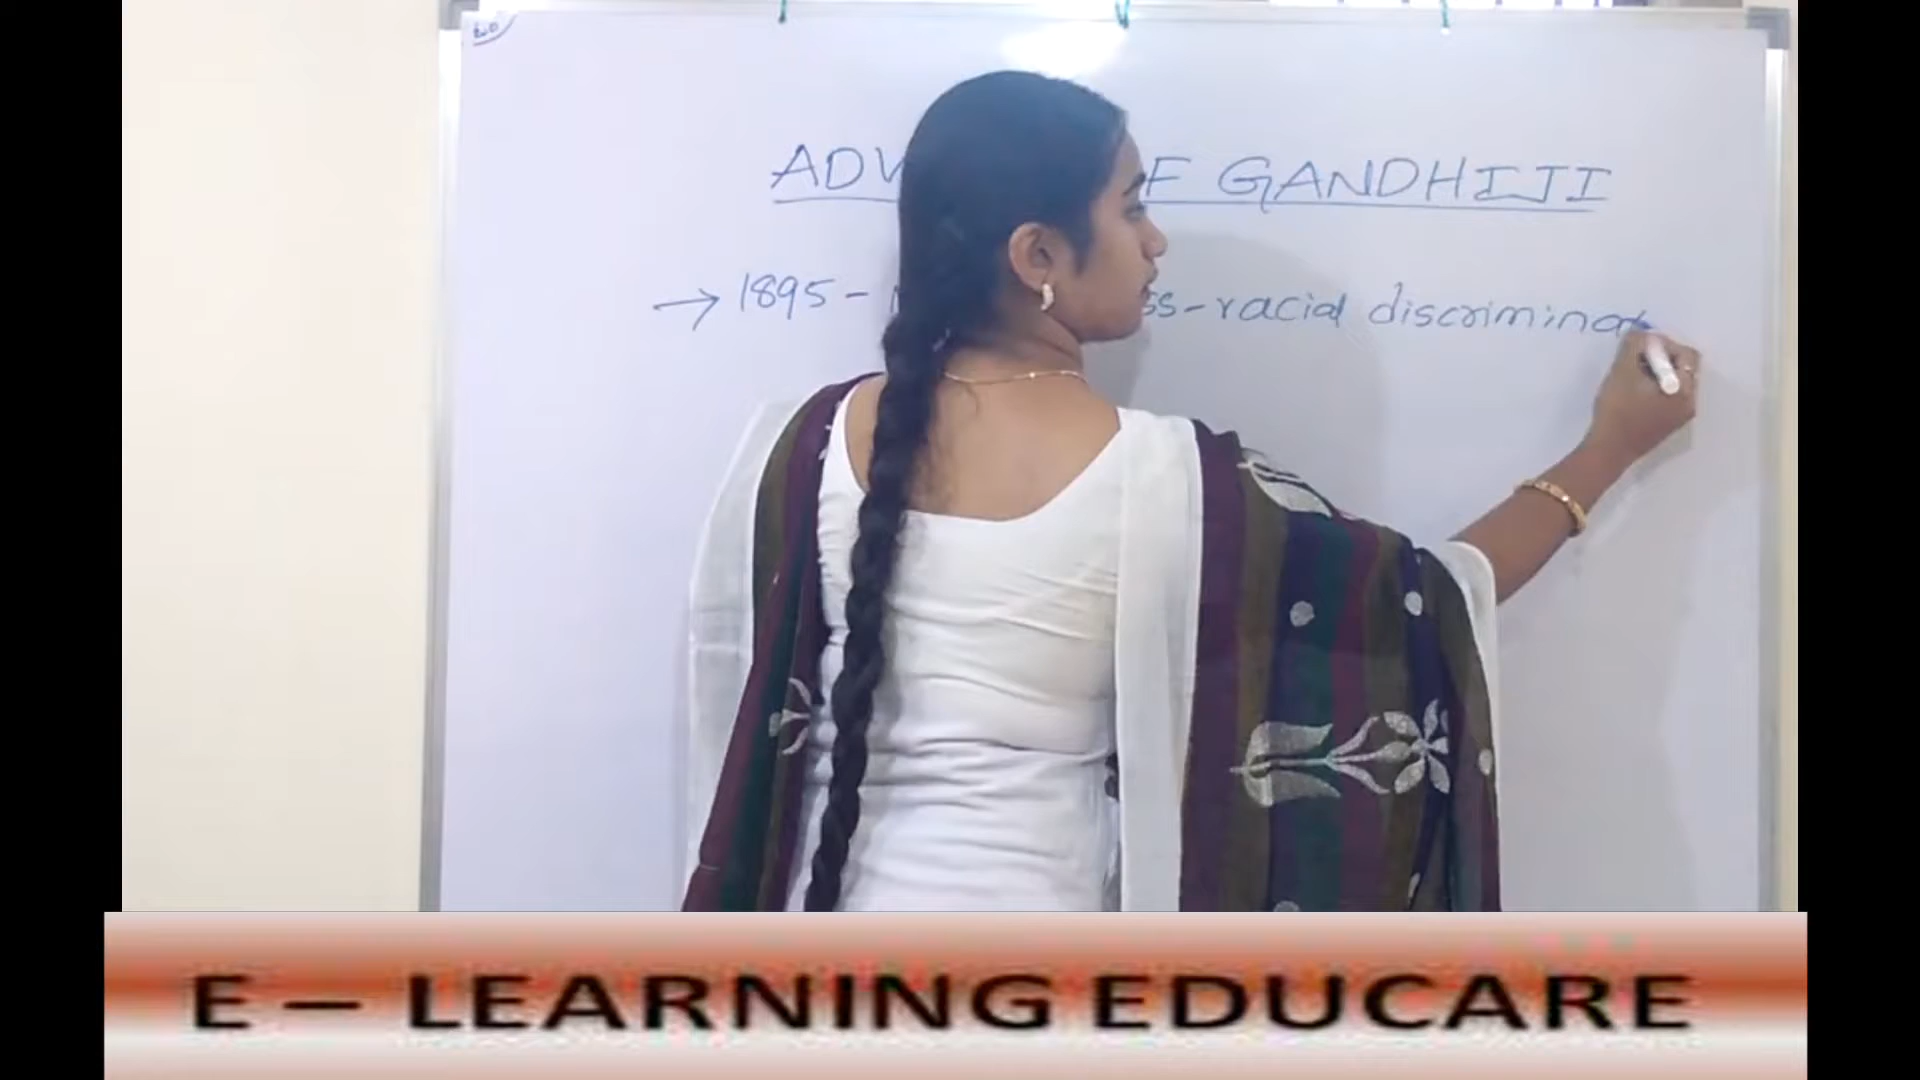 ADV F GANDHIJI
→ 1895 - ss - racial discriminat
E – LEARNING EDUCARE